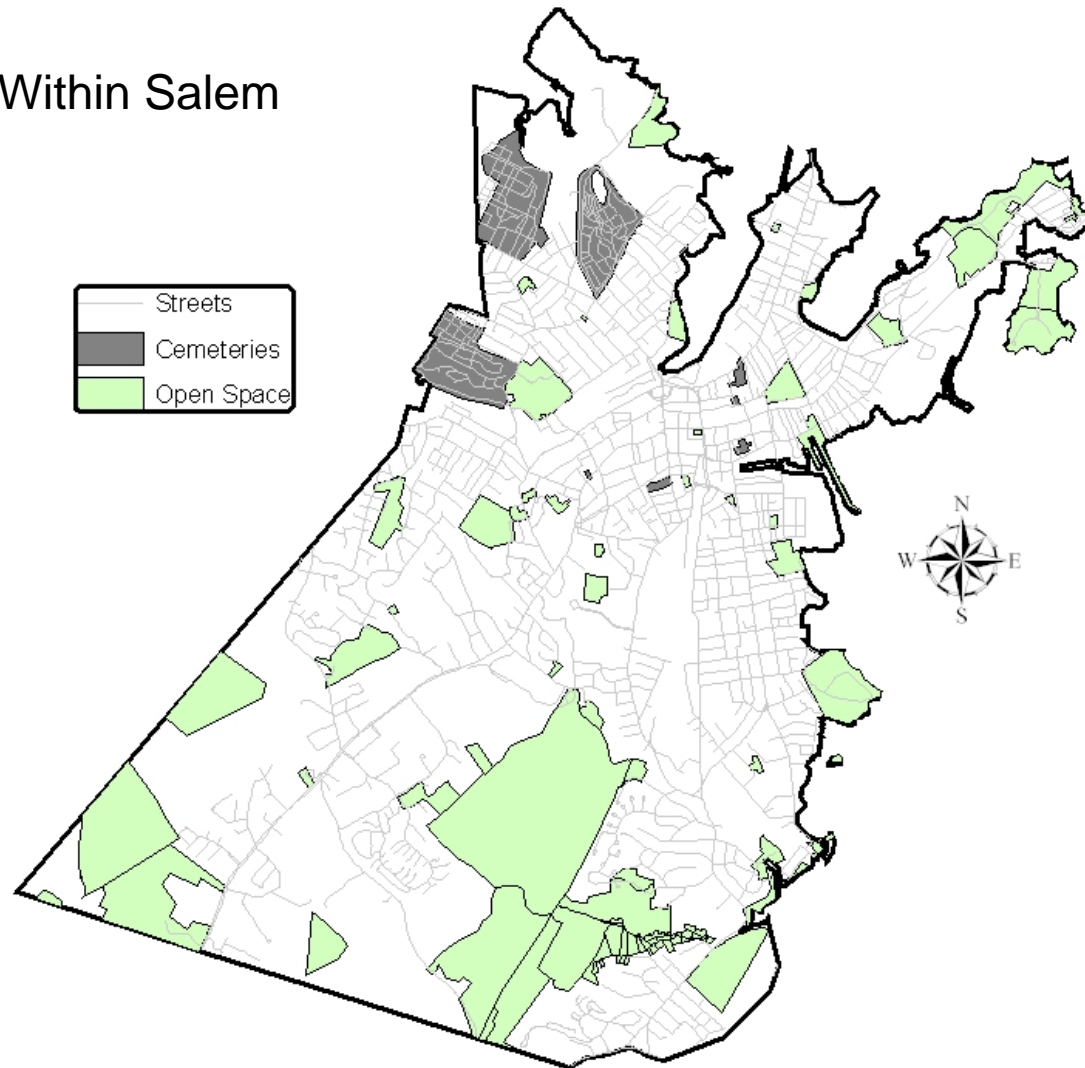 Within Salem
Streets
Cemeteries
Open Space
N
W E
S